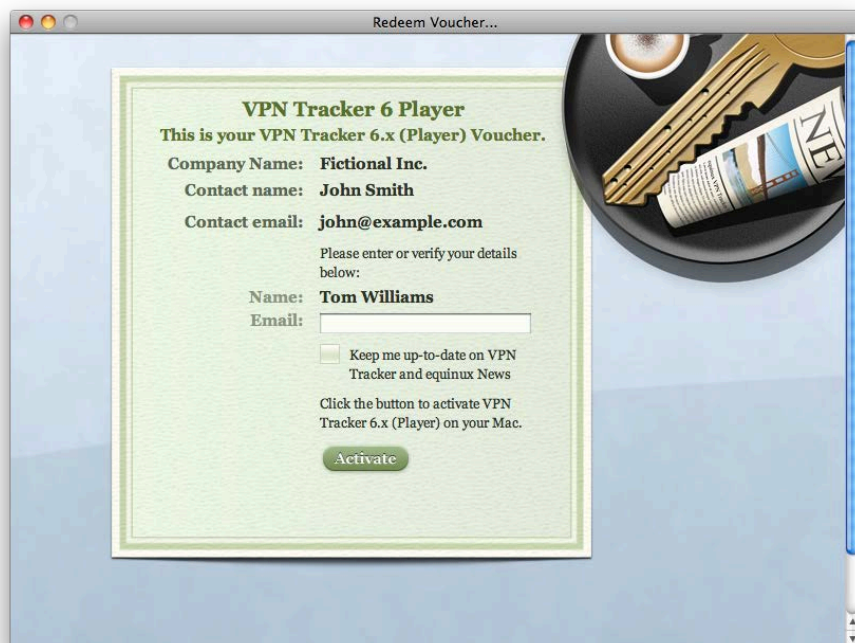 Redeem Voucher...
VPN Tracker 6 Player
This is your VPN Tracker 6.x (Player) Voucher.
Company Name: Fictional Inc.
Contact name: John Smith
Contact email: john@example.com
Please enter or verify your details
below:
Name: Tom Williams
Email:
Keep me up-to-date on VPN
Tracker and equinux News
Click the button to activate VPN
Tracker 6.x (Player) on your Mac.
Activate
NEW